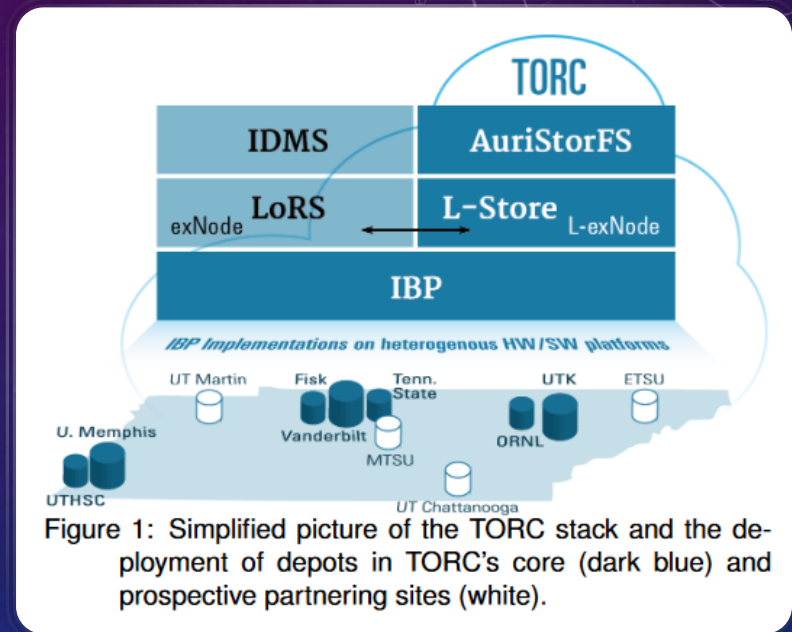 TORC
IDMS
AuriStorFS
LoRS
exNode
L-Store
L-exNode
IBP
IBP Implementations on heterogenous HW/SW platforms
UT Martin
Fisk
Tenn.
State
UTK
ETSU
U. Memphis
Vanderbilt
ORNL
MTSU
UTHSC
UT Chattanooga
Figure 1: Simplified picture of the TORC stack and the de-
ployment of depots in TORC's core (dark blue) and
prospective partnering sites (white).